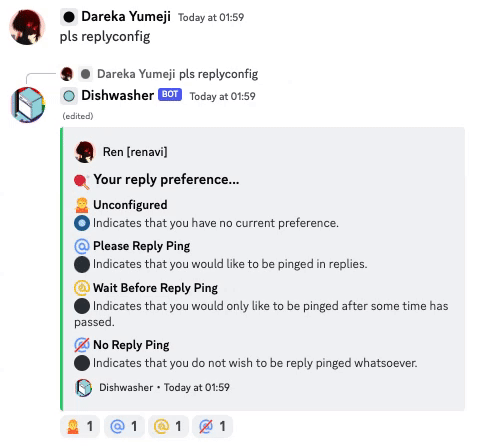 Dareka Yumeji Today at 01:59
pls replyconfig
Dareka Yumeji pls replyconfig
Dishwasher BOT Today at 01:59
(edited)
Ren [renavi]
Your reply preference...
Unconfigured
Indicates that you have no current preference.
Please Reply Ping
Indicates that you would like to be pinged in replies.
Wait Before Reply Ping
Indicates that you would only like to be pinged after some time has
passed.
No Reply Ping
Indicates that you do not wish to be reply pinged whatsoever.
Dishwasher • Today at 01:59
1 1 1 1